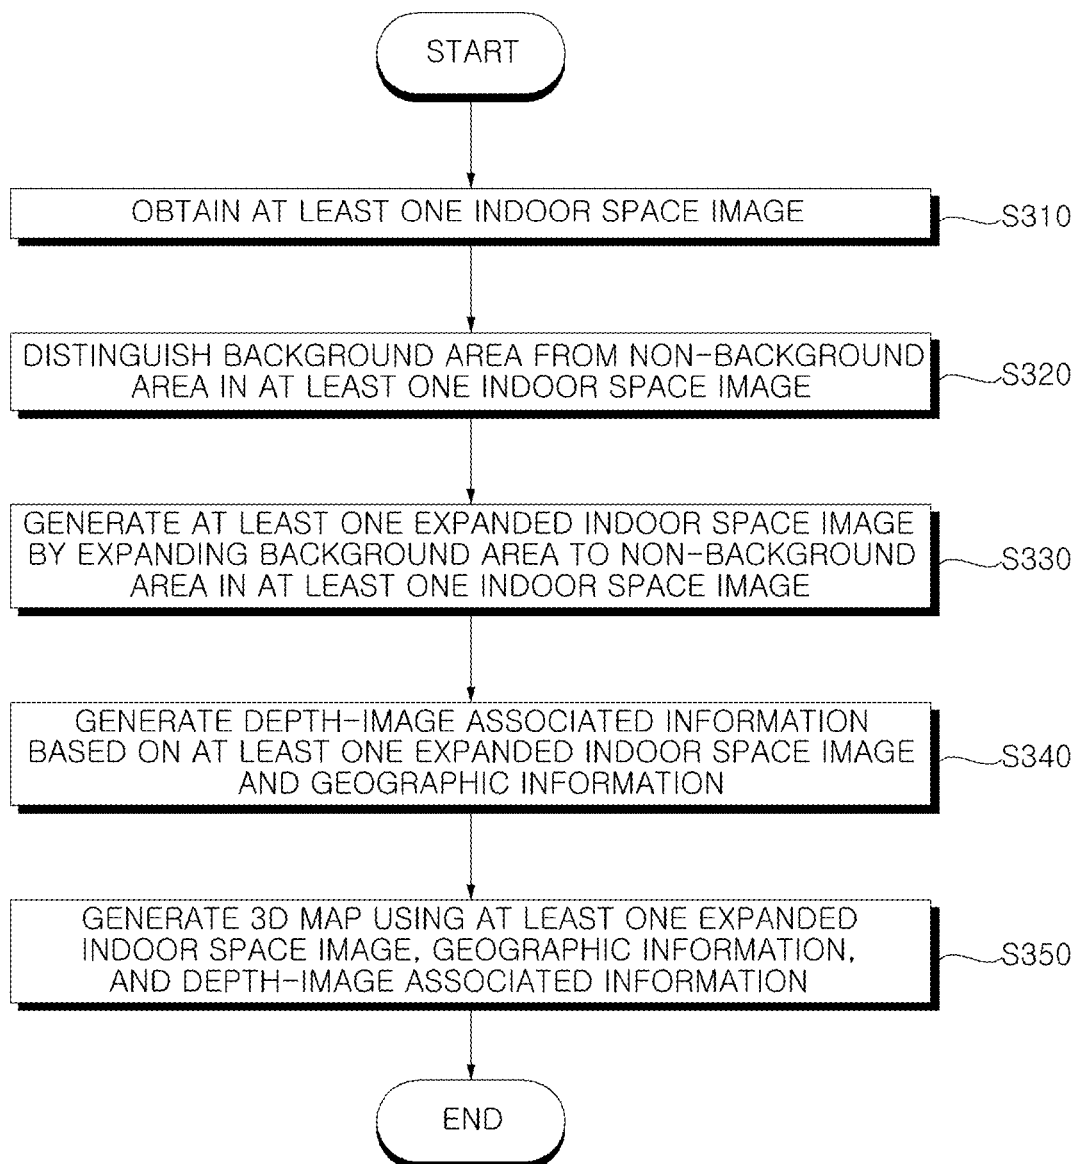 START
OBTAIN AT LEAST ONE INDOOR SPACE IMAGE
S310
DISTINGUISH BACKGROUND AREA FROM NON-BACKGROUND
AREA IN AT LEAST ONE INDOOR SPACE IMAGE
S320
GENERATE AT LEAST ONE EXPANDED INDOOR SPACE IMAGE
BY EXPANDING BACKGROUND AREA TO NON-BACKGROUND
AREA IN AT LEAST ONE INDOOR SPACE IMAGE
S330
GENERATE DEPTH-IMAGE ASSOCIATED INFORMATION
BASED ON AT LEAST ONE EXPANDED INDOOR SPACE IMAGE
AND GEOGRAPHIC INFORMATION
S340
GENERATE 3D MAP USING AT LEAST ONE EXPANDED
INDOOR SPACE IMAGE, GEOGRAPHIC INFORMATION,
AND DEPTH-IMAGE ASSOCIATED INFORMATION
S350
END